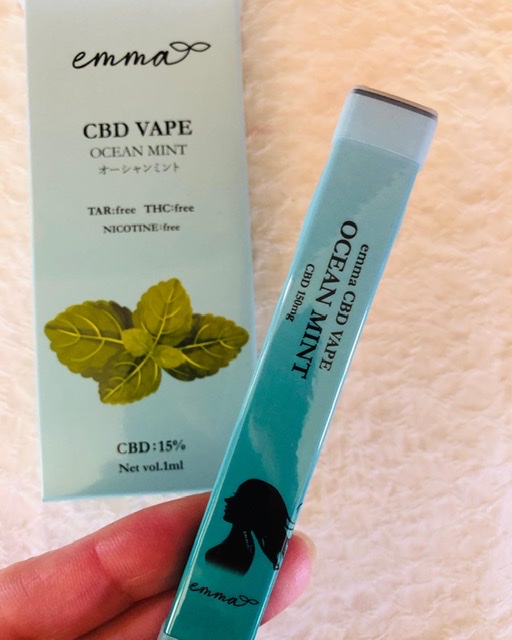 emma
CBD VAPE
OCEAN MINT
オーシャンミント
TAR:free THC:free
NICOTINE:free
CBD:15%
Net vol.1ml
emma CBD VAPE
OCEAN MINT
CBD 150mg
emma